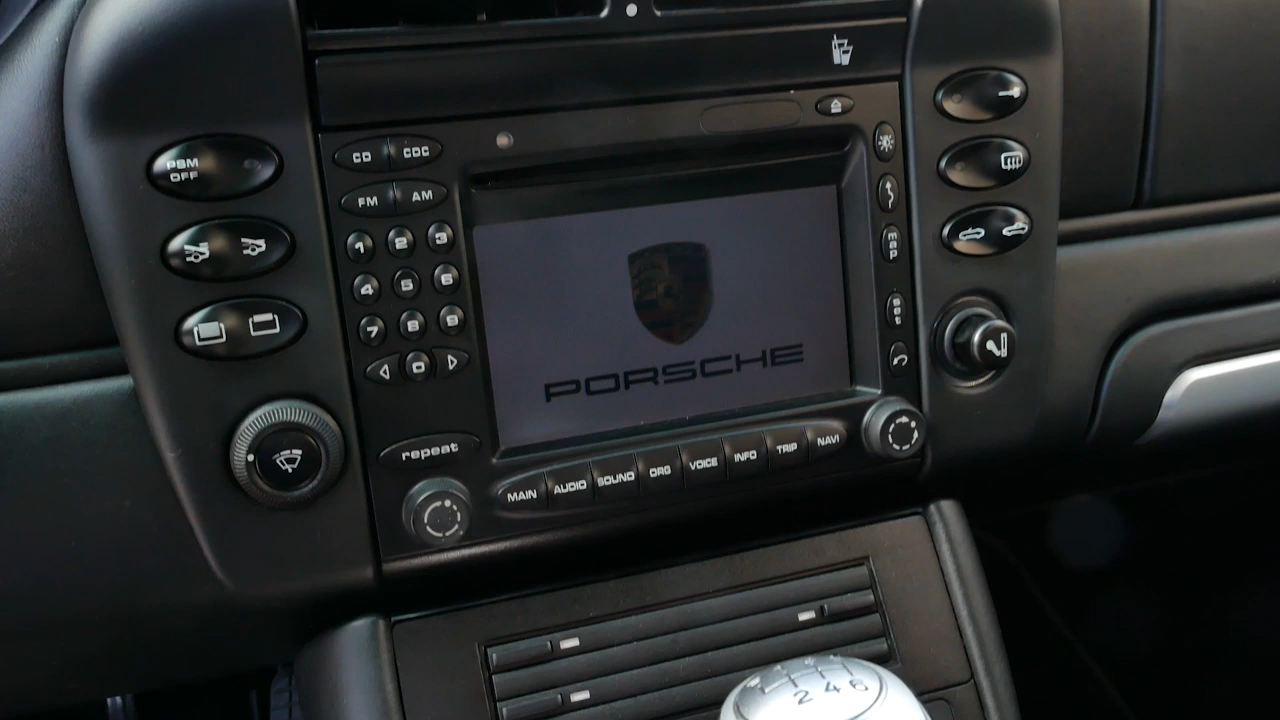 PSM
OFF
CD CDC
FM AM
1 2 3
4 5 6
7 8 9
0
repeat
PORSCHE
map
set
MAIN AUDIO SOUND ORG VOICE INFO TRIP NAVI
2 4 6